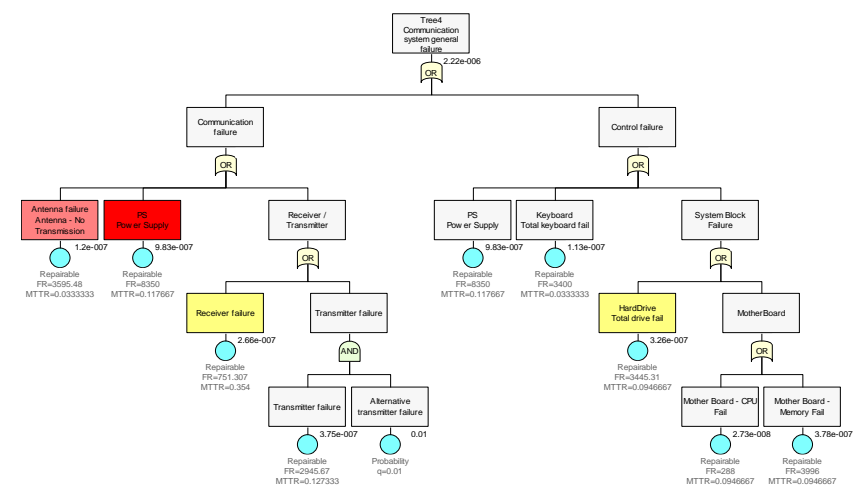 Tree4
Communication
system general
failure
2.22e-006
OR
Communication
failure
Control failure
OR
OR
Antenna failure
Antenna - No
Transmission
PS
Power Supply
Receiver /
Transmitter
PS
Power Supply
Keyboard
Total keyboard fail
System Block
Failure
1.2e-007
9.83e-007
OR
9.83e-007
1.13e-007
OR
Repairable
FR=3595.48
MTTR=0.0333333
Repairable
FR=8350
MTTR=0.117667
Repairable
FR=8350
MTTR=0.117667
Repairable
FR=3400
MTTR=0.0333333
Receiver failure
Transmitter failure
HardDrive
Total drive fail
MotherBoard
2.66e-007
AND
3.26e-007
OR
Repairable
FR=751.307
MTTR=0.354
Repairable
FR=3445.31
MTTR=0.0946667
Transmitter failure
Alternative
transmitter failure
Mother Board - CPU
Fail
Mother Board -
Memory Fail
3.75e-007
0.01
2.73e-008
3.78e-007
Repairable
FR=2945.67
MTTR=0.127333
Probability
q=0.01
Repairable
FR=288
MTTR=0.0946667
Repairable
FR=3996
MTTR=0.0946667